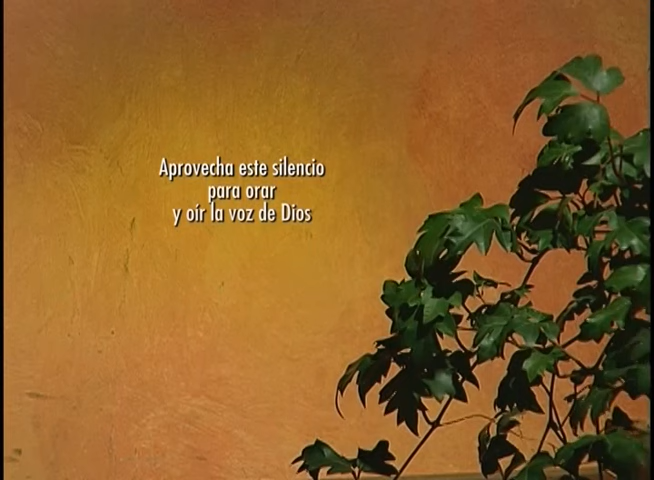 Aprovecha este silencio
para orar
y oír la voz de Dios